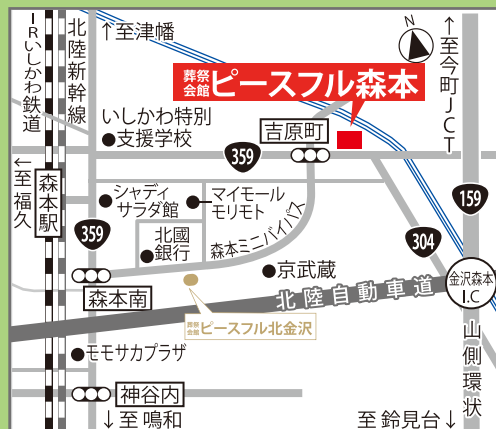 IRいしかわ鉄道
北陸新幹線
↑至津幡
N
↑至今町JCT
葬祭会館 ピースフル森本
いしかわ特別
支援学校
吉原町
359
←至福久
森本駅
シャディ
サラダ館
マイモール
モリモト
159
359
北國
銀行
森本ミニバイパス
304
京武蔵
金沢森本
I.C
森本南
北陸自動車道
葬祭会館 ピースフル北金沢
山側環状
モモサカプラザ
神谷内
↓至 鳴和
至 鈴見台↓